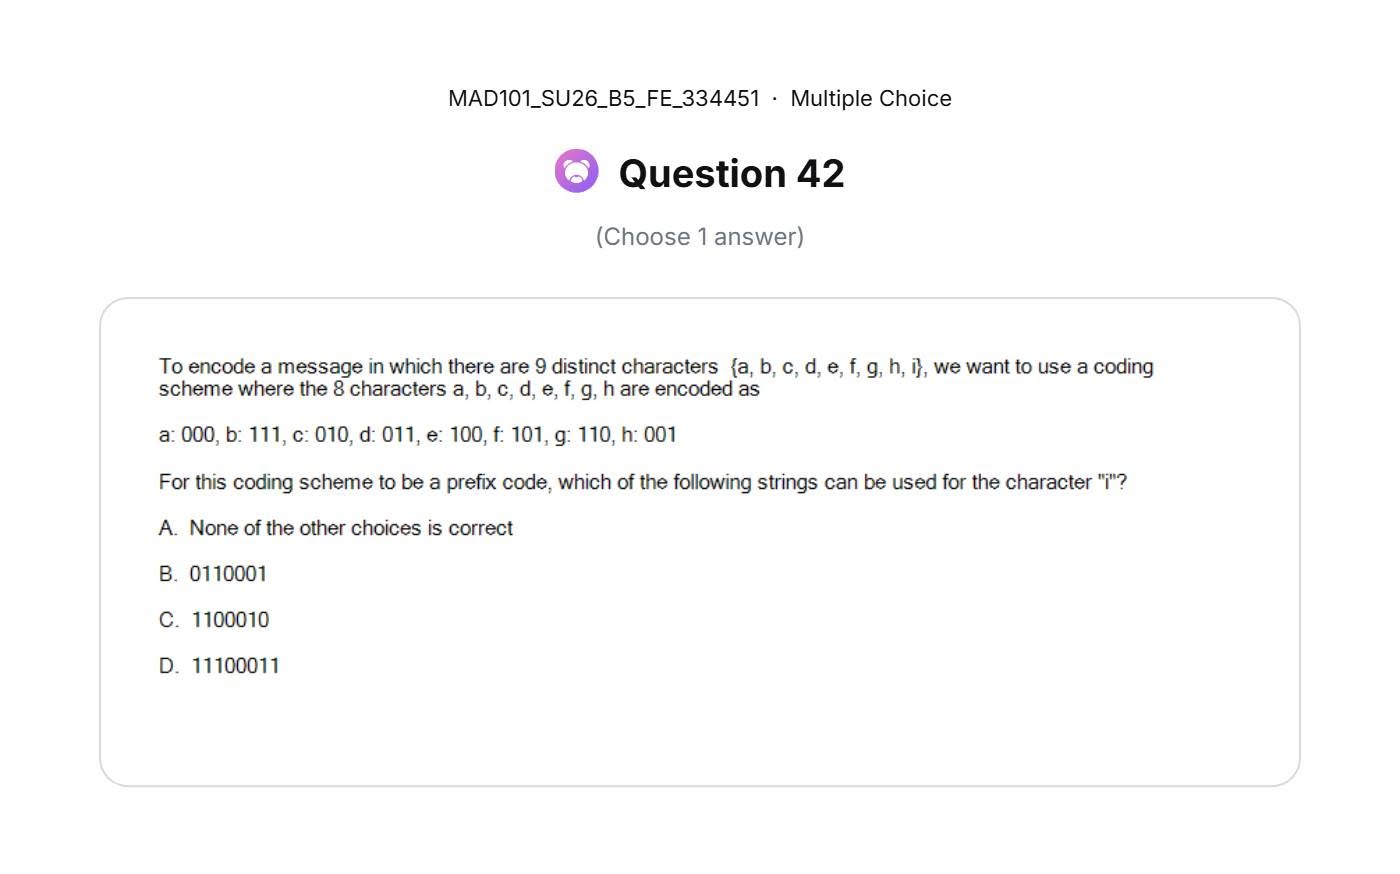 MAD101_SU26_B5_FE_334451 · Multiple Choice
Question 42
(Choose 1 answer)
To encode a message in which there are 9 distinct characters  {a, b, c, d, e, f, g, h, i}, we want to use a coding
scheme where the 8 characters a, b, c, d, e, f, g, h are encoded as
a: 000, b: 111, c: 010, d: 011, e: 100, f: 101, g: 110, h: 001
For this coding scheme to be a prefix code, which of the following strings can be used for the character "i"?
A.  None of the other choices is correct
B.  0110001
C.  1100010
D.  11100011